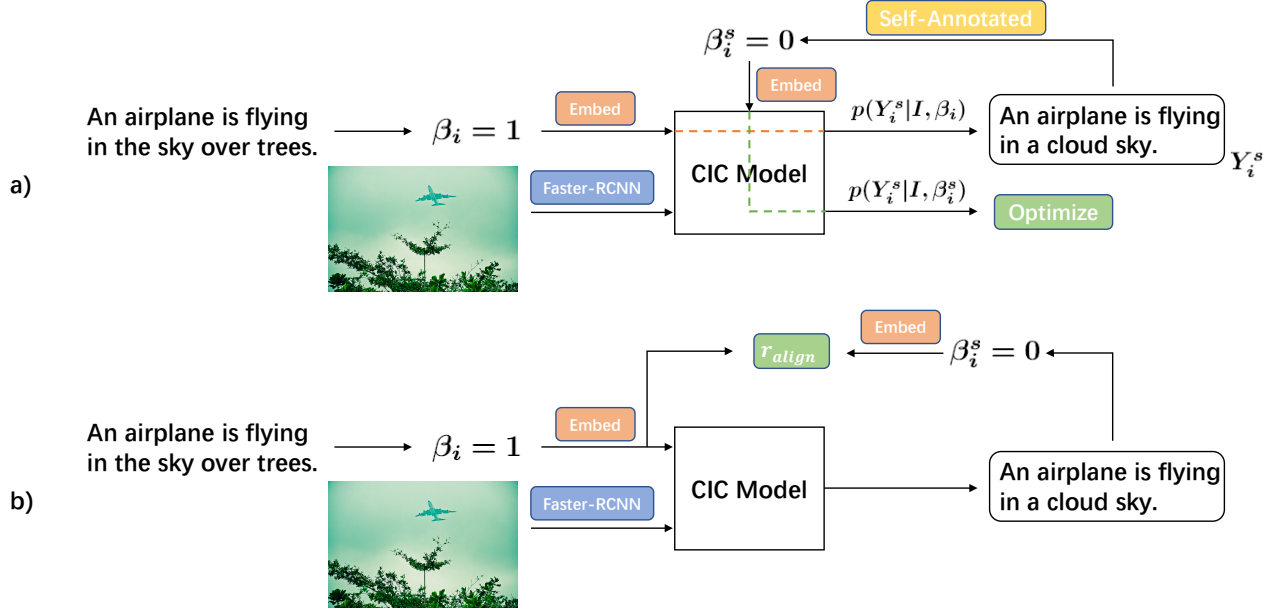 Self-Annotated
β_i^s = 0
Embed
An airplane is flying
in the sky over trees.
β_i = 1
Embed
p(Y_i^s|I, β_i)
An airplane is flying
in a cloud sky.
Y_i^s
a)
Faster-RCNN
CIC Model
p(Y_i^s|I, β_i^s)
Optimize
r_align
Embed
β_i^s = 0
An airplane is flying
in the sky over trees.
β_i = 1
Embed
b)
Faster-RCNN
CIC Model
An airplane is flying
in a cloud sky.